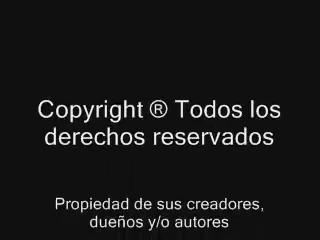 Copyright ® Todos los
derechos reservados
Propiedad de sus creadores,
dueños y/o autores